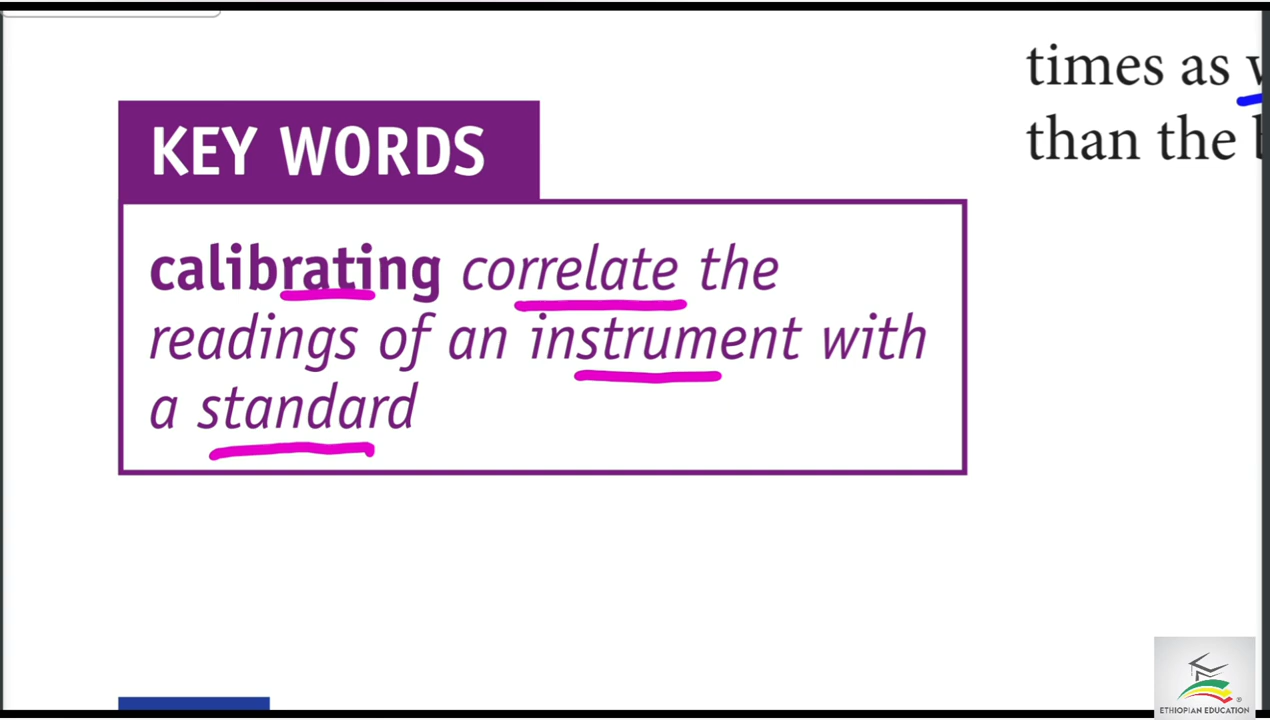 KEY WORDS
calibrating correlate the
readings of an instrument with
a standard
times as
than the
ETHIOPIAN EDUCATION